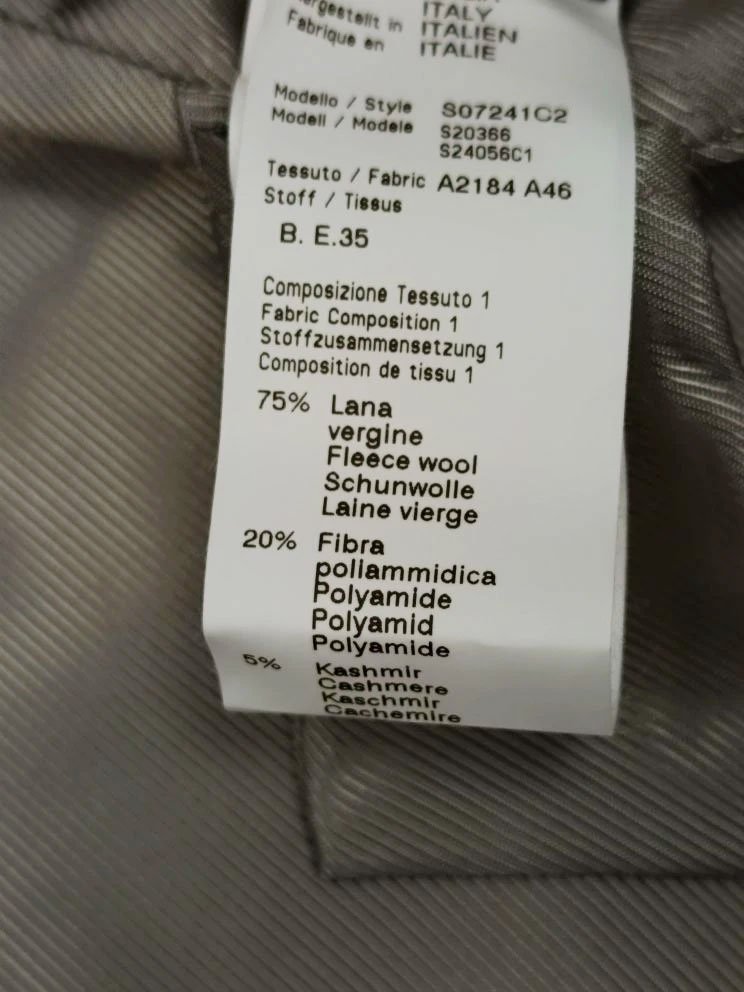 ITALY
Hergestellt in ITALIEN
Fabrique en ITALIE
Modello / Style S07241C2
Modell / Modele S20366
S24056C1
Tessuto / Fabric A2184 A46
Stoff / Tissus
B. E.35
Composizione Tessuto 1
Fabric Composition 1
Stoffzusammensetzung 1
Composition de tissu 1
75% Lana
vergine
Fleece wool
Schunwolle
Laine vierge
20% Fibra
poliammidica
Polyamide
Polyamid
Polyamide
5% Kashmir
Cashmere
Kaschmir
Cachemire